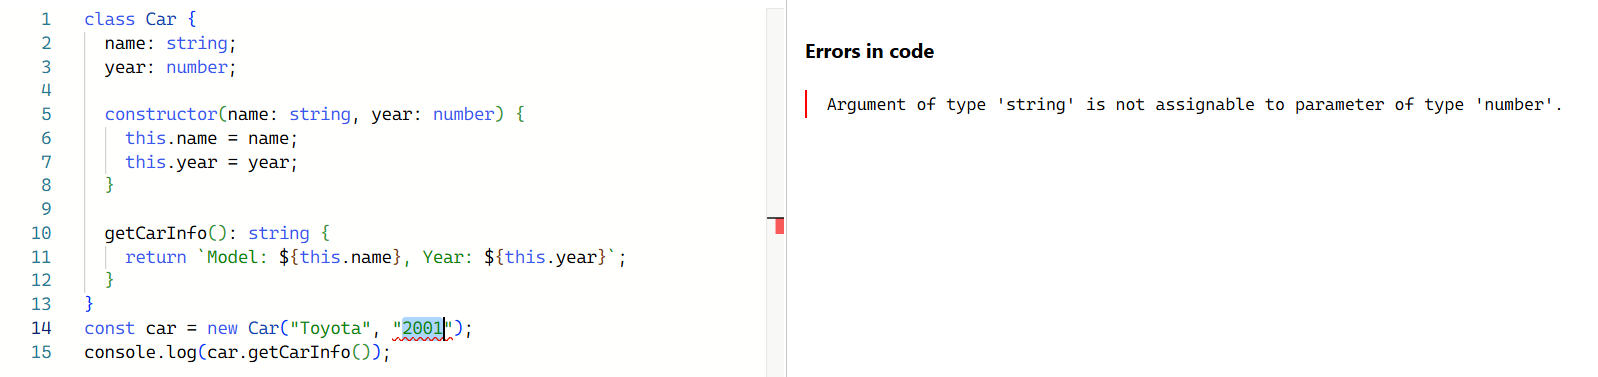 1 class Car {
2 name: string;
3 year: number;
4
5 constructor(name: string, year: number) {
6 this.name = name;
7 this.year = year;
8 }
9
10 getCarInfo(): string {
11 return `Model: ${this.name}, Year: ${this.year}`;
12 }
13 }
14 const car = new Car("Toyota", "2001");
15 console.log(car.getCarInfo());
Errors in code
Argument of type 'string' is not assignable to parameter of type 'number'.